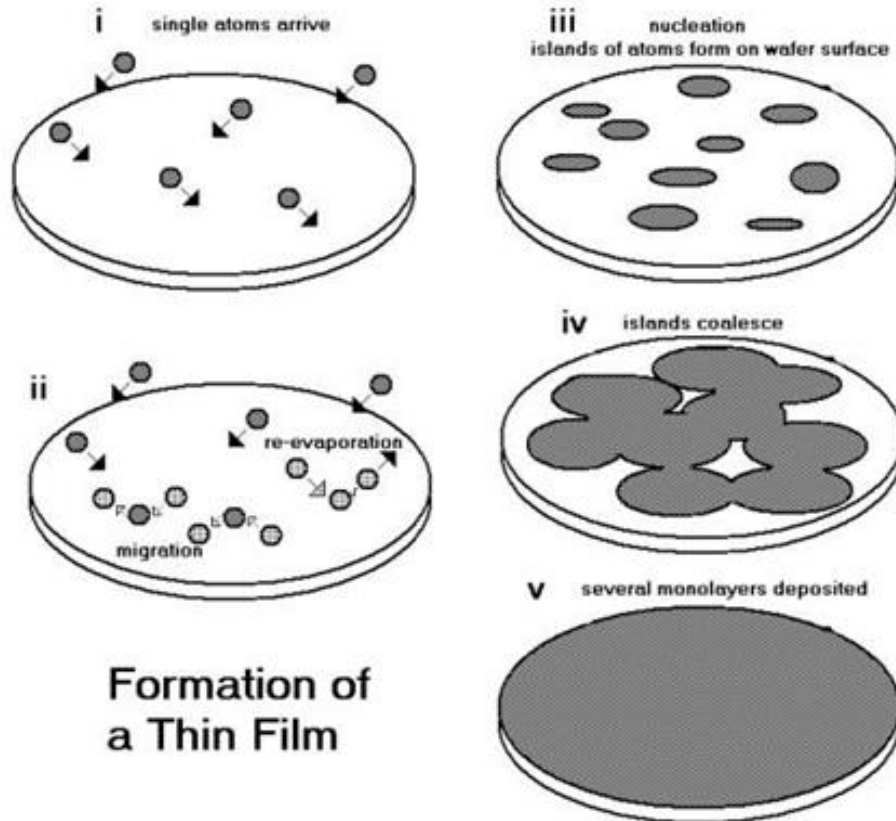 i single atoms arrive
ii
re-evaporation
migration
iii nucleation
islands of atoms form on wafer surface
iv islands coalesce
v several monolayers deposited
Formation of
a Thin Film